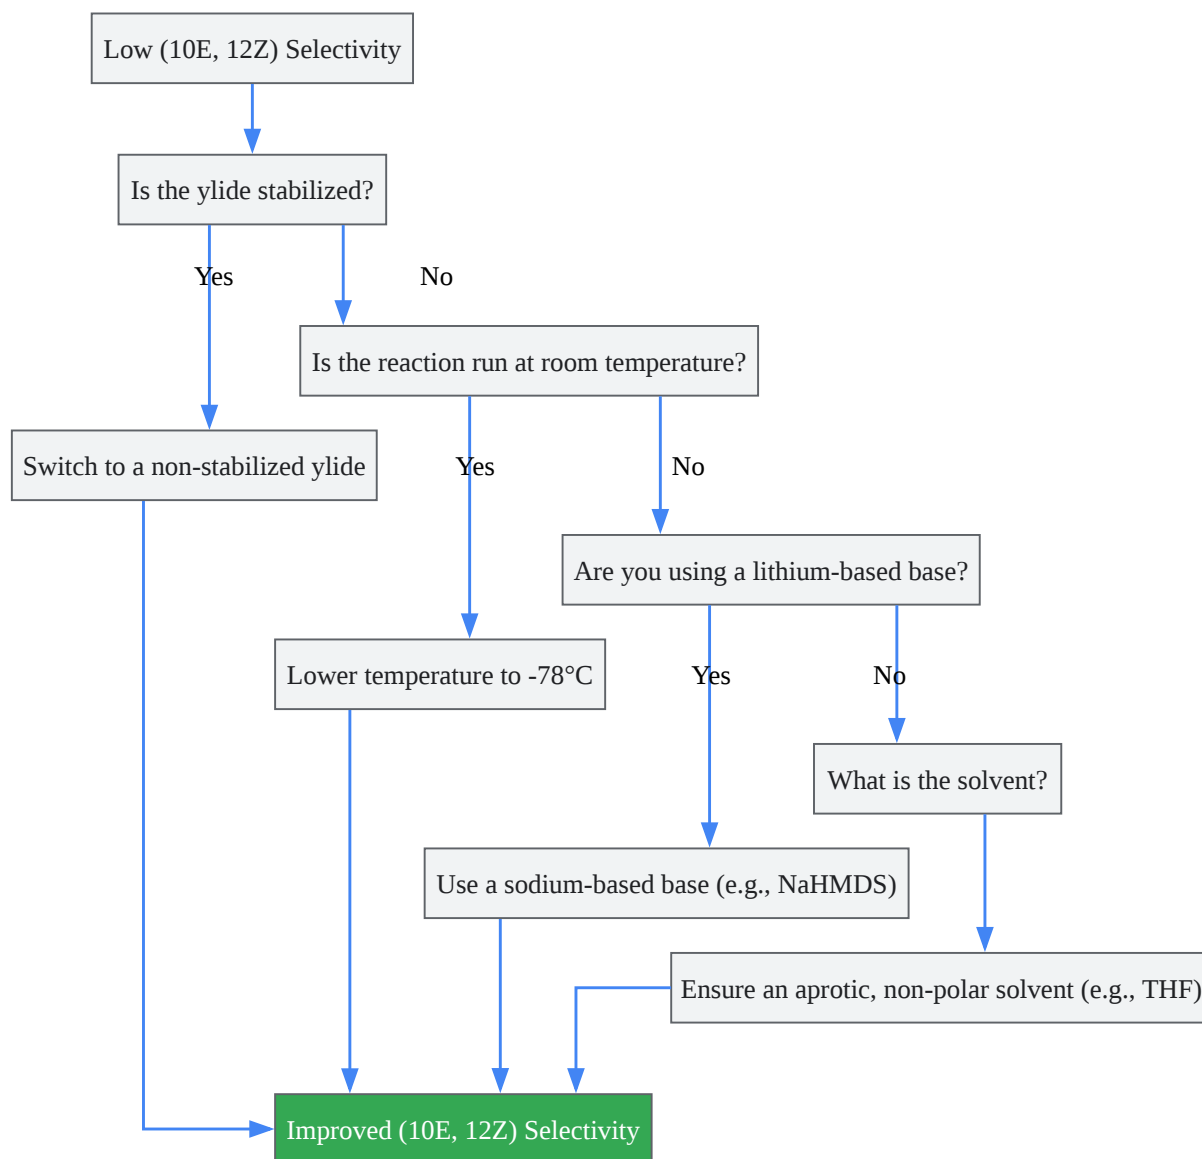 Low (10E, 12Z) Selectivity
Is the ylide stabilized?
Yes
No
Is the reaction run at room temperature?
Switch to a non-stabilized ylide
Yes
No
Are you using a lithium-based base?
Lower temperature to -78°C
Yes
No
What is the solvent?
Use a sodium-based base (e.g., NaHMDS)
Ensure an aprotic, non-polar solvent (e.g., THF)
Improved (10E, 12Z) Selectivity